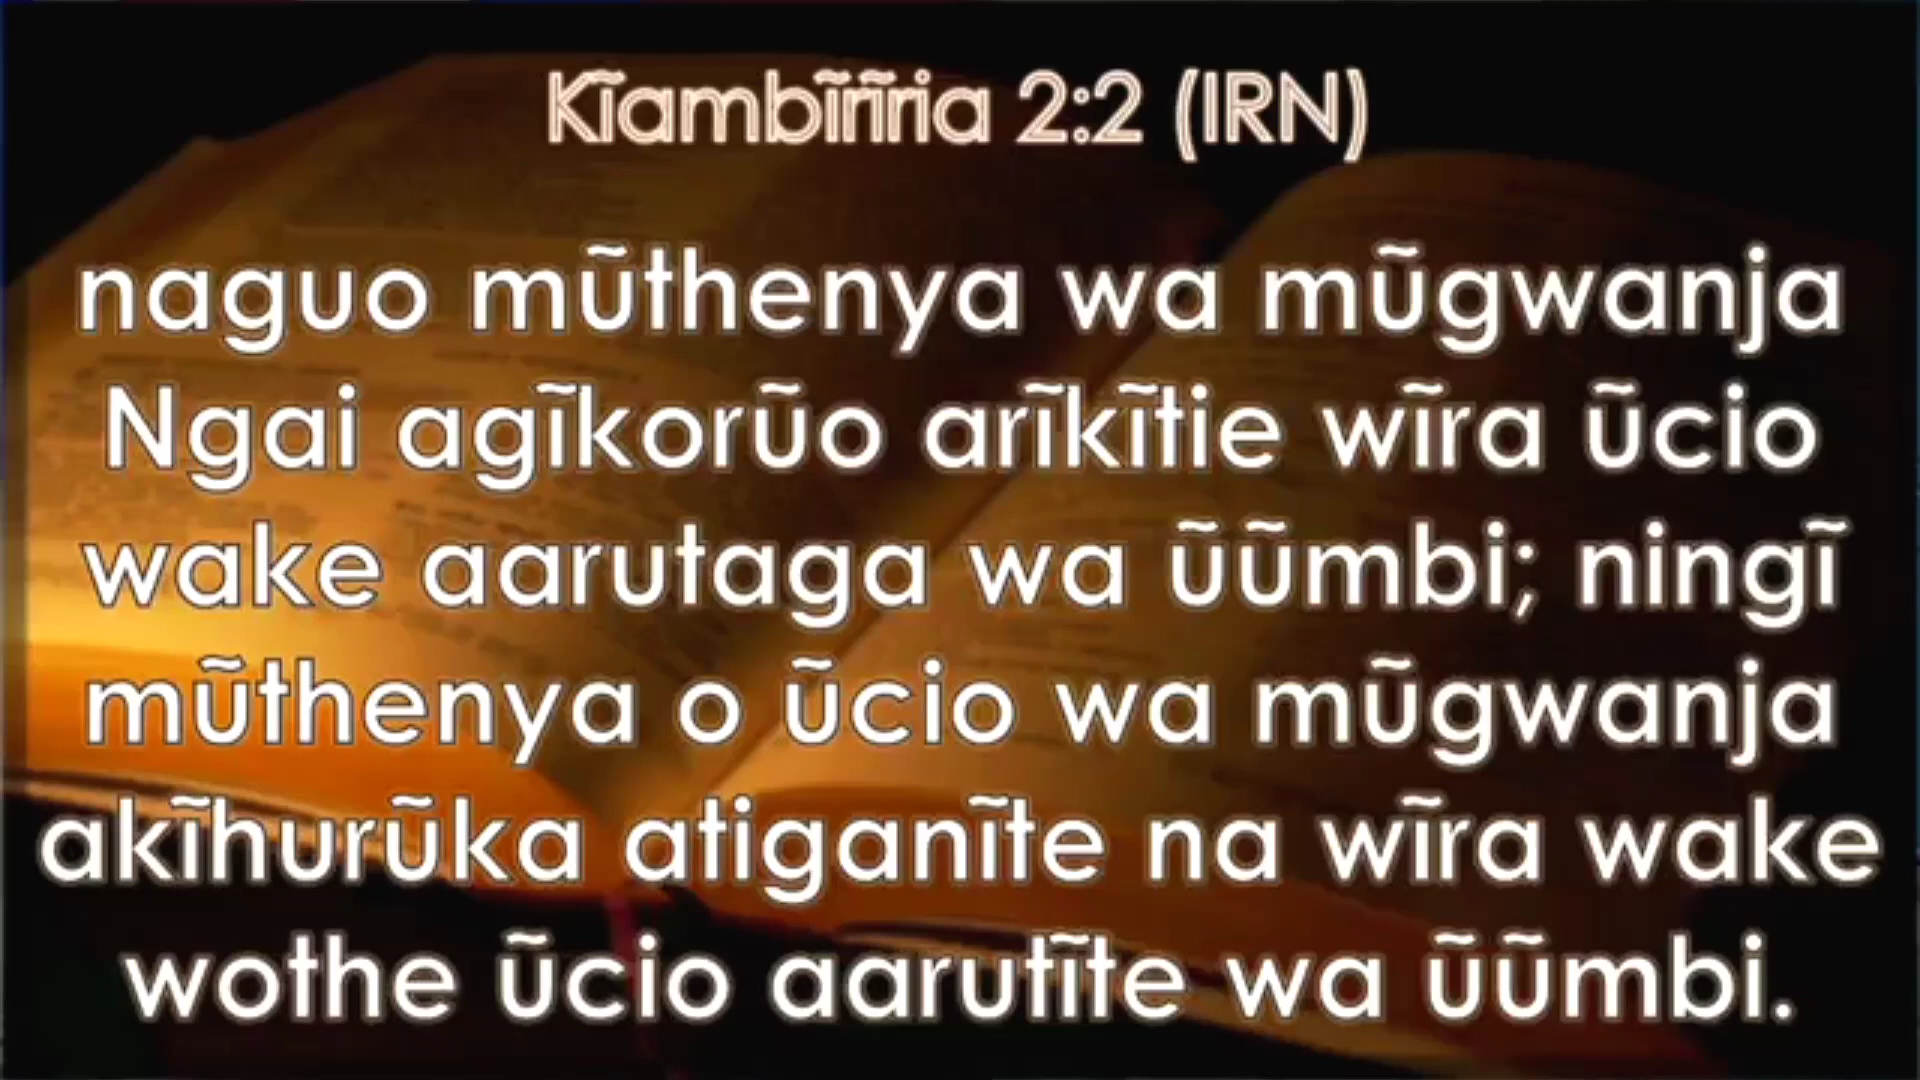 Kĩambĩrĩria 2:2 (IRN)
naguo mũthenya wa mũgwanja
Ngai agĩkorũo arĩkĩtie wĩra ũcio
wake aarutaga wa ũũmbi; ningĩ
mũthenya o ũcio wa mũgwanja
akĩhurũka atiganĩte na wĩra wake
wothe ũcio aarutĩte wa ũũmbi.